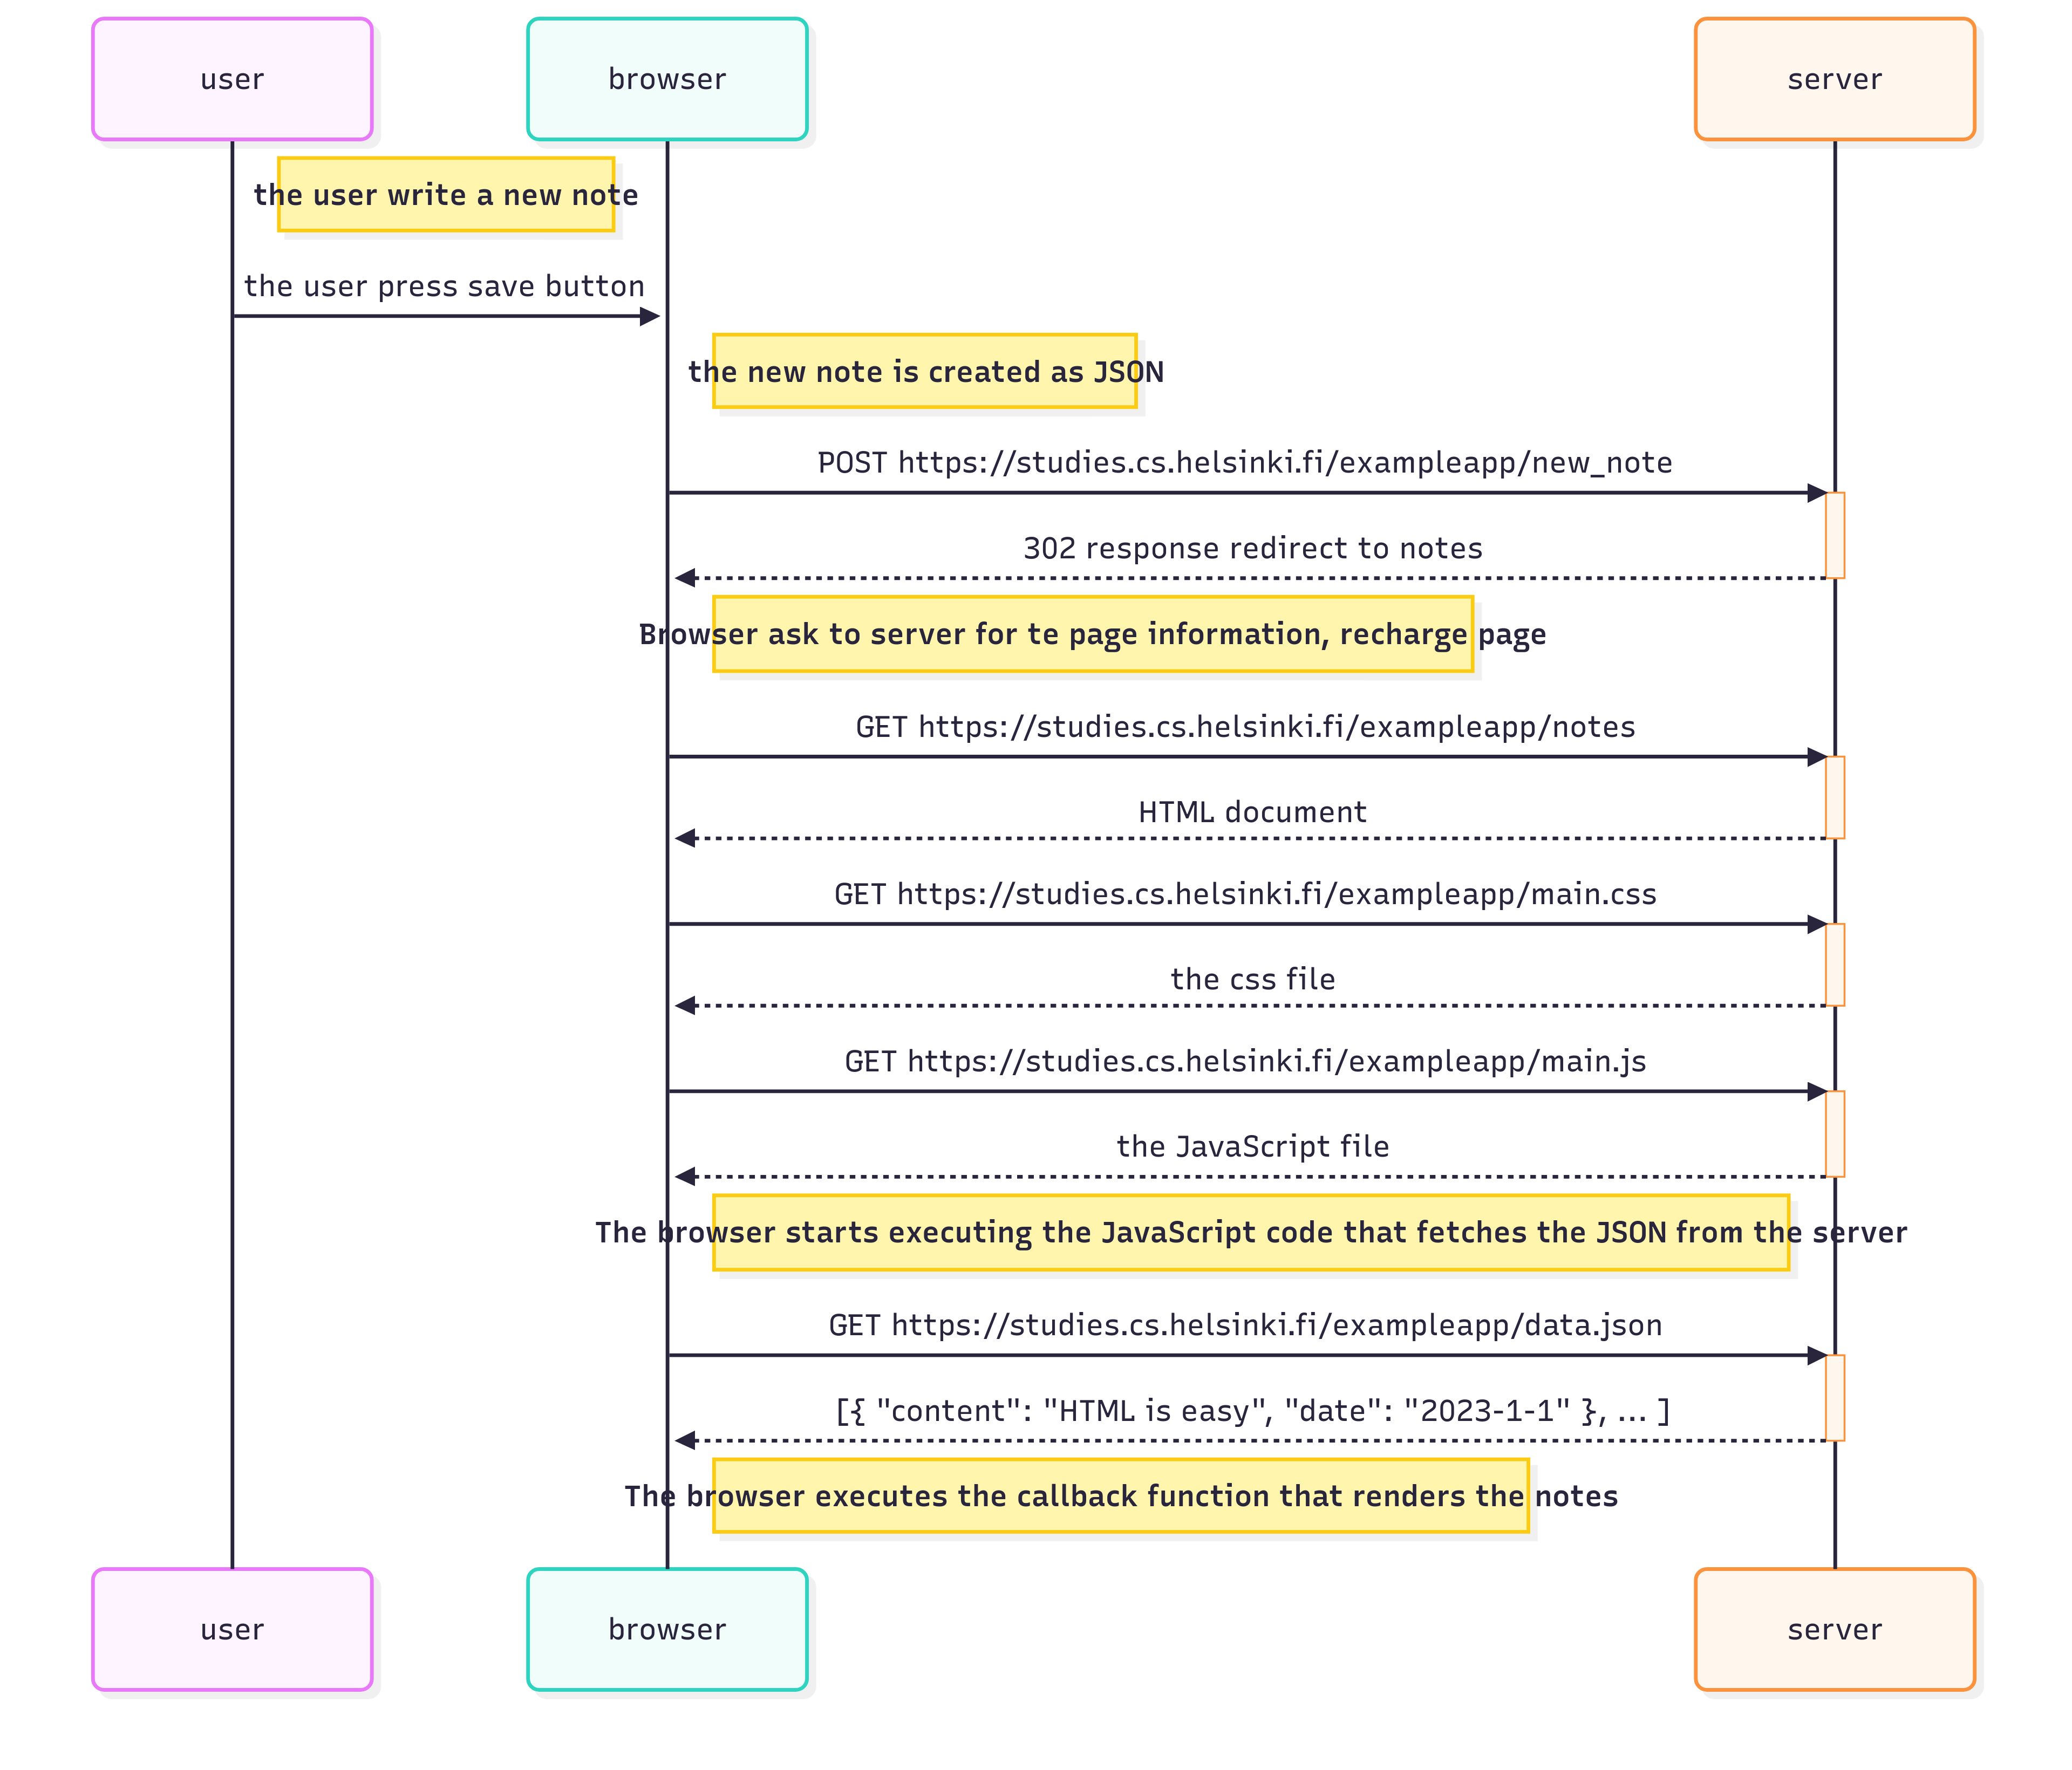 user browser server
the user write a new note
the user press save button
the new note is created as JSON
POST https://studies.cs.helsinki.fi/exampleapp/new_note
302 response redirect to notes
Browser ask to server for te page information, recharge page
GET https://studies.cs.helsinki.fi/exampleapp/notes
HTML document
GET https://studies.cs.helsinki.fi/exampleapp/main.css
the css file
GET https://studies.cs.helsinki.fi/exampleapp/main.js
the JavaScript file
The browser starts executing the JavaScript code that fetches the JSON from the server
GET https://studies.cs.helsinki.fi/exampleapp/data.json
[{ "content": "HTML is easy", "date": "2023-1-1" }, ... ]
The browser executes the callback function that renders the notes
user browser server